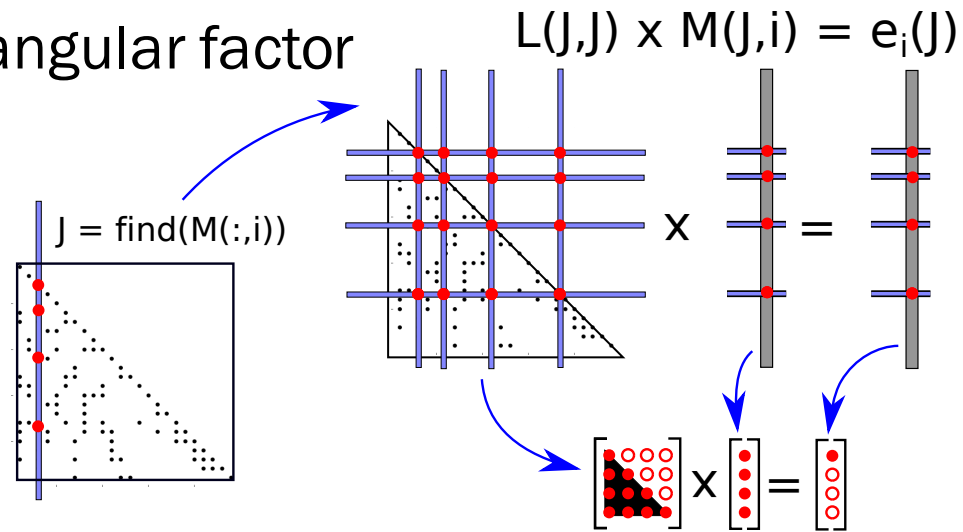 angular factor
L(J,J) x M(J,i) = eᵢ(J)
J = find(M(:,i))
x =
x =